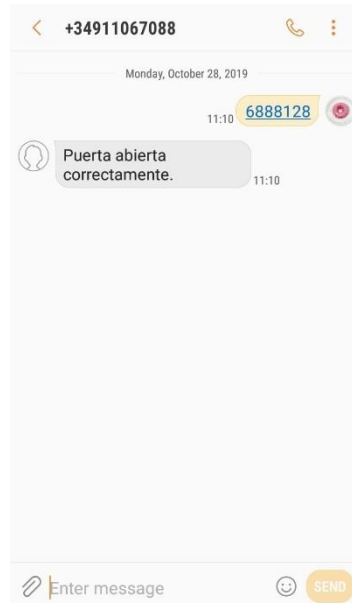 +34911067088
Monday, October 28, 2019
11:10 6888128
Puerta abierta
correctamente.
11:10
Enter message SEND